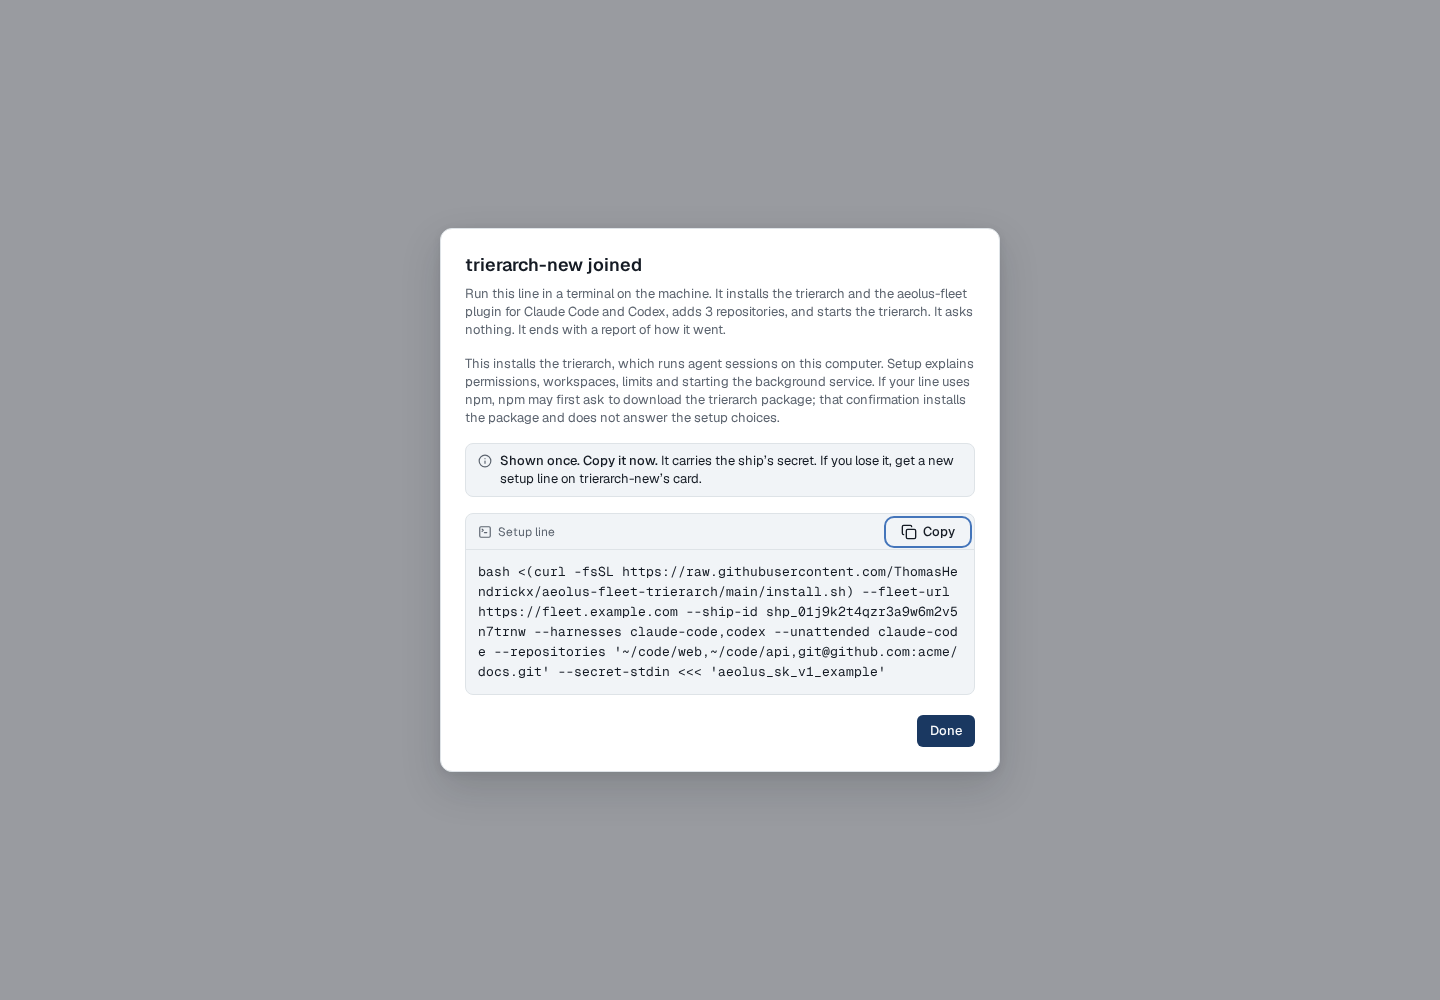 trierarch-new joined
Run this line in a terminal on the machine. It installs the trierarch and the aeolus-fleet
plugin for Claude Code and Codex, adds 3 repositories, and starts the trierarch. It asks
nothing. It ends with a report of how it went.
This installs the trierarch, which runs agent sessions on this computer. Setup explains
permissions, workspaces, limits and starting the background service. If your line uses
npm, npm may first ask to download the trierarch package; that confirmation installs
the package and does not answer the setup choices.
Shown once. Copy it now. It carries the ship's secret. If you lose it, get a new
setup line on trierarch-new's card.
Setup line
Copy
bash <(curl -fsSL https://raw.githubusercontent.com/ThomasHe
ndrickx/aeolus-fleet-trierarch/main/install.sh) --fleet-url
https://fleet.example.com --ship-id shp_01j9k2t4qzr3a9w6m2v5
n7trnw --harnesses claude-code,codex --unattended claude-cod
e --repositories '~/code/web,~/code/api,git@github.com:acme/
docs.git' --secret-stdin <<< 'aeolus_sk_v1_example'
Done